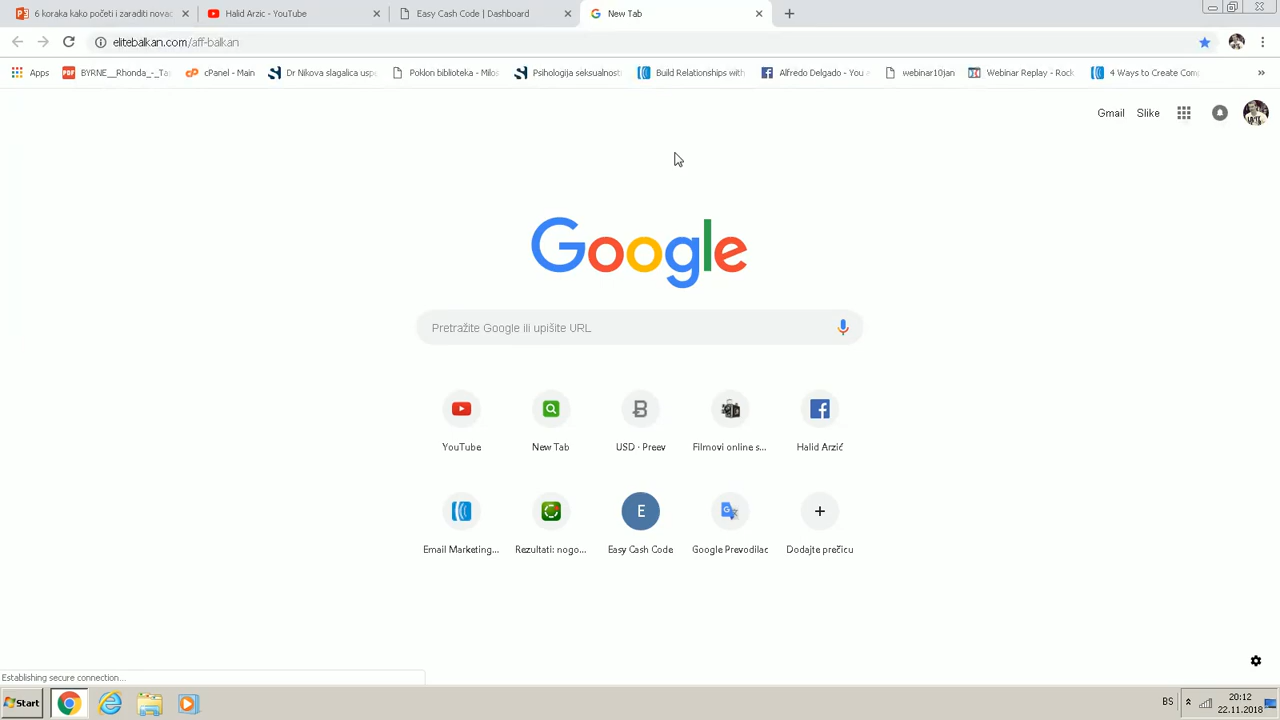 6 koraka kako početi i zaraditi novac
Halid Arzic - YouTube
Easy Cash Code | Dashboard
New Tab
elitebalkan.com/aff-balkan
Apps
BYRNE__Rhonda_-_Ta
cPanel - Main
Dr Nikova slagalica usp
Poklon biblioteka - Milos
Psihologija seksualnosti
Build Relationships with
Alfredo Delgado - You a
webinar10jan
Webinar Replay - Rock
4 Ways to Create Com
»
Gmail
Slike
Google
Pretražite Google ili upišite URL
YouTube
New Tab
USD · Preev
Filmovi online s...
Halid Arzić
E
Email Marketing...
Rezultati: nogo...
Easy Cash Code
Google Prevodilac
Dodajte prečicu
Establishing secure connection...
Start
BS
20:12
22.11.2018